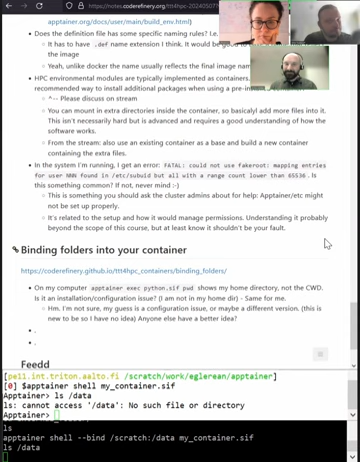 https://notes.coderefinery.org/ttt4hpc-20240507?
apptainer.org/docs/user/main/build_env.html)
Does the definition file has some specific naming rules? I.e.
It has to have .def name extension I think. It would be good to
the image
Yeah, unlike docker the name usually reflects the final image nam
HPC environmental modules are typically implemented as containers.
recommended way to install additional packages when using a pre-in
^-- Please discuss on stream
You can mount in extra directories inside the container, so basicalyl add more files into it.
This isn't necessarily hard but is advanced and requires a good understanding of how the
software works.
From the stream: also use an existing container as a base and build a new container
containing the extra files.
In the system I'm running, I get an error: FATAL: could not use fakeroot: mapping entries
for user NNN found in /etc/subuid but all with a range count lower than 65536. Is
this something common? If not, never mind :-)
This is something you should ask the cluster admins about for help: Apptainer/etc might
not be set up properly.
It's related to the setup and how it would manage permissions. Understanding it probably
beyond the scope of this course, but at least know it shouldn't be your fault.
Binding folders into your container
https://coderefinery.github.io/ttt4hpc_containers/binding_folders/
On my computer apptainer exec python.sif pwd shows my home directory, not the CWD.
Is it an installation/configuration issue? (I am not in my home dir) - Same for me.
Hm. I'm not sure, my guess is a configuration issue, or maybe a different version. (this is
new to be so I have no idea) Anyone else have a better idea?
.
.
Feedd
[pell.int.triton.aalto.fi /scratch/work/eglerean/apptainer]
[0] $apptainer shell my_container.sif
Apptainer> ls /data
ls: cannot access '/data': No such file or directory
Apptainer>
ls
apptainer shell --bind /scratch:/data my_container.sif
ls